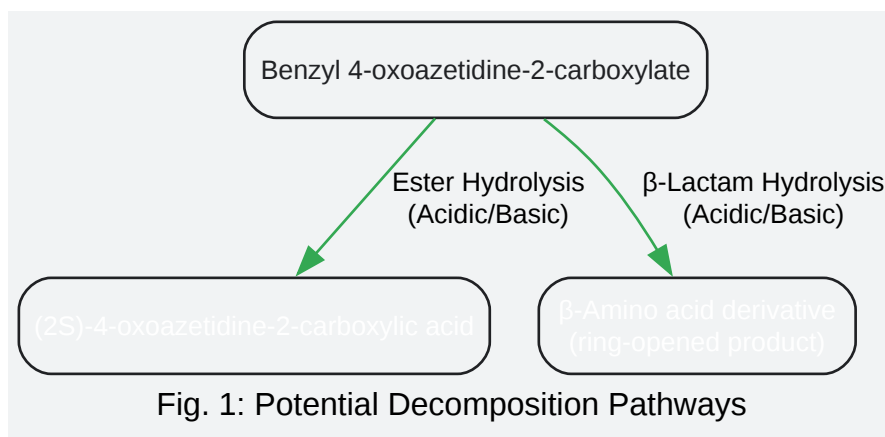 Benzyl 4-oxoazetidine-2-carboxylate
Ester Hydrolysis
(Acidic/Basic)
β-Lactam Hydrolysis
(Acidic/Basic)
(2S)-4-oxoazetidine-2-carboxylic acid
β-Amino acid derivative
(ring-opened product)
Fig. 1: Potential Decomposition Pathways